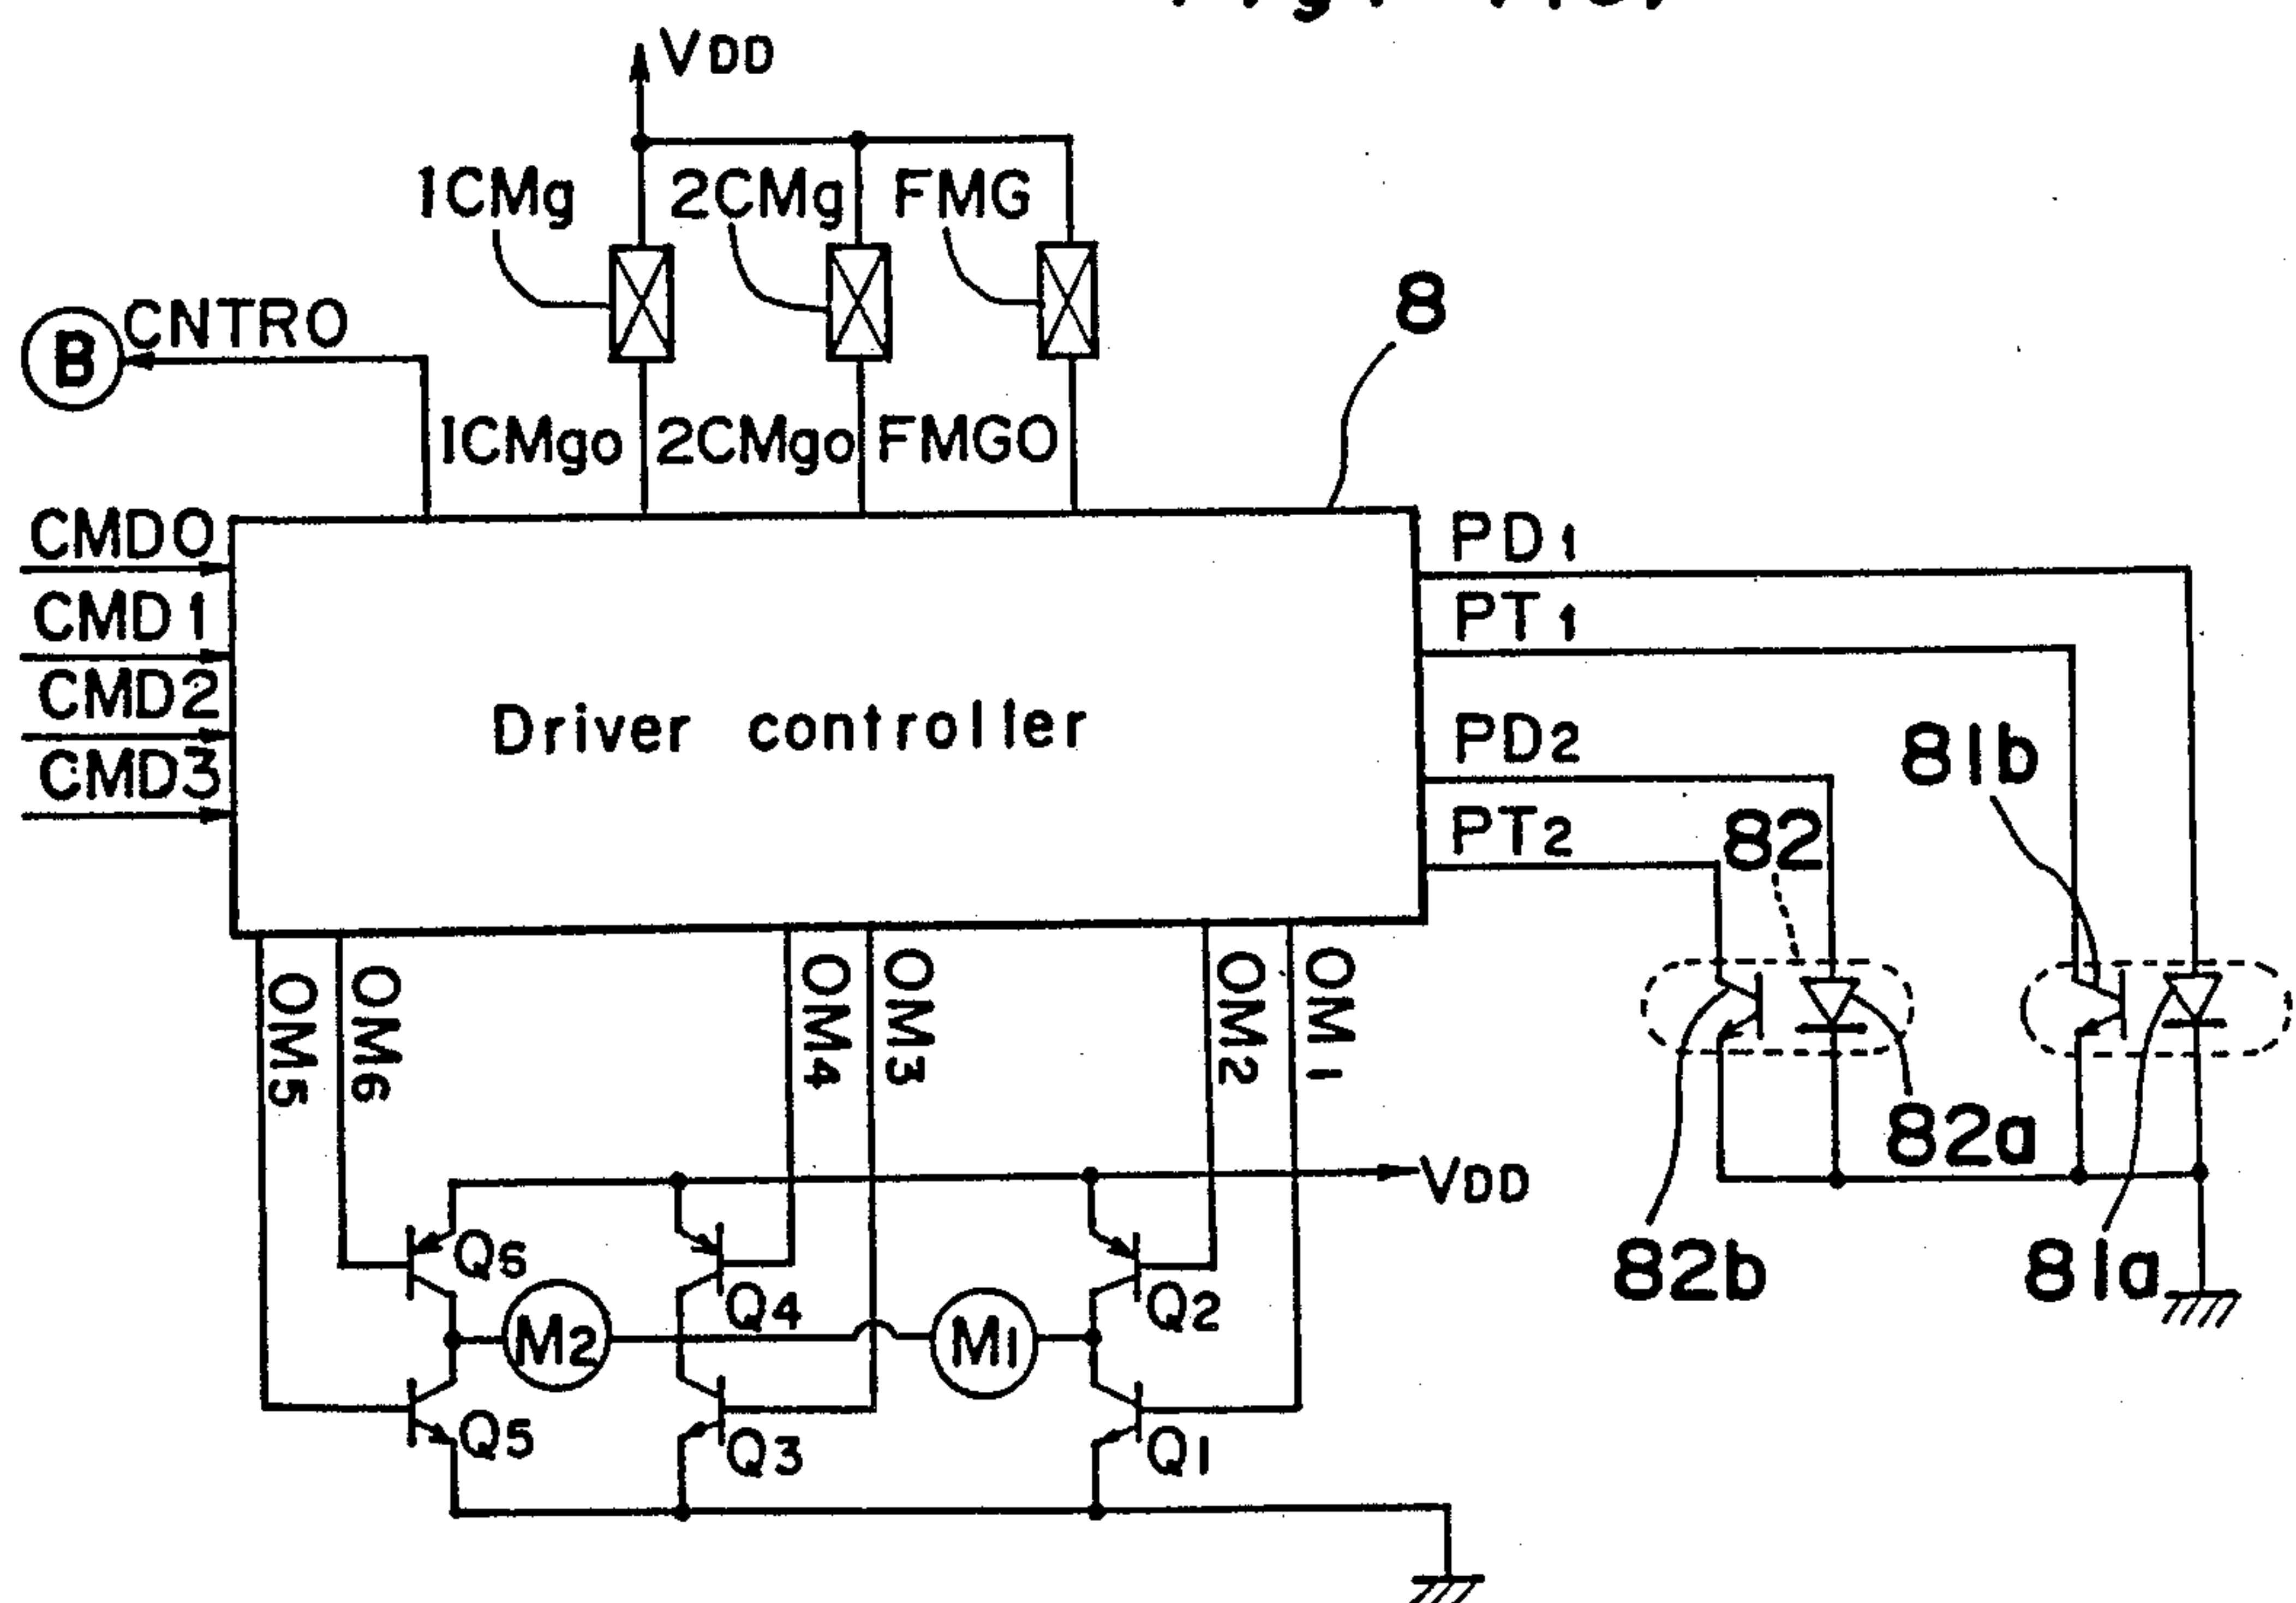 VDD
1CMg 2CMg FMG
8
B CNTRO
1CMgo 2CMgo FMGO
CMD0
CMD1
CMD2
CMD3
Driver controller
PD1
PT1
PD2
PT2
81b
82
OM5 OM6 OM4 OM3 OM2 OM1
82a
VDD
82b 81a
Q6 Q4 Q2
M2 M1
Q5 Q3 Q1